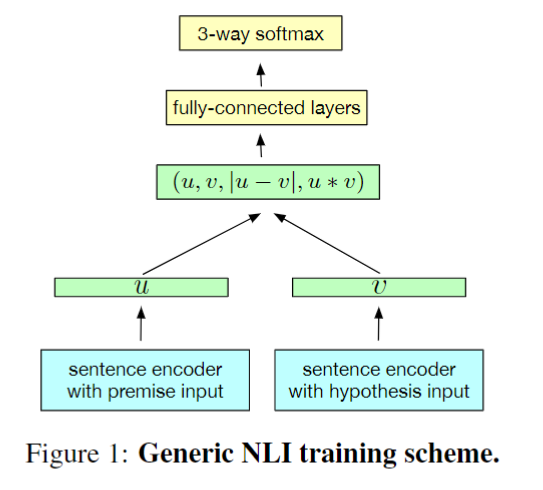 3-way softmax
fully-connected layers
(u, v, |u − v|, u ∗ v)
u
v
sentence encoder
with premise input
sentence encoder
with hypothesis input
Figure 1: Generic NLI training scheme.